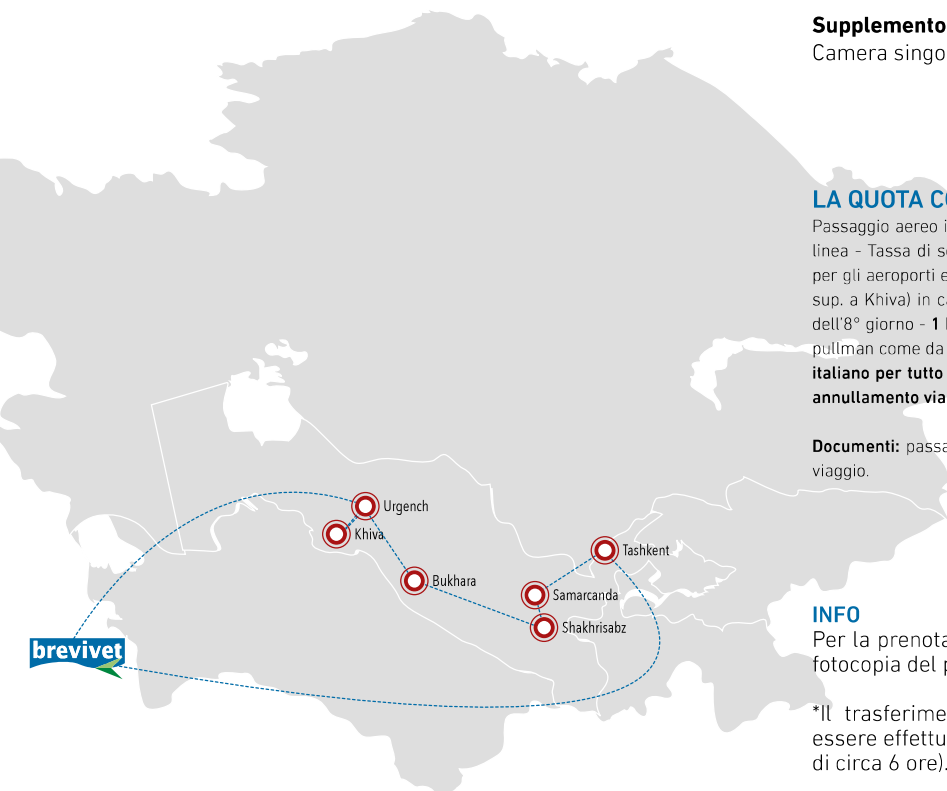 Supplemento
Camera singo
LA QUOTA CO
Passaggio aereo i
linea - Tassa di s
per gli aeroporti e
sup. a Khiva) in c
dell'8° giorno - 1
pullman come da
italiano per tutto
annullamento via
Documenti: passa
viaggio.
Urgench
Khiva
Tashkent
Bukhara
Samarcanda
Shakhrisabz
brevivet
INFO
Per la prenota
fotocopia del p
*Il trasferime
essere effettu
di circa 6 ore).